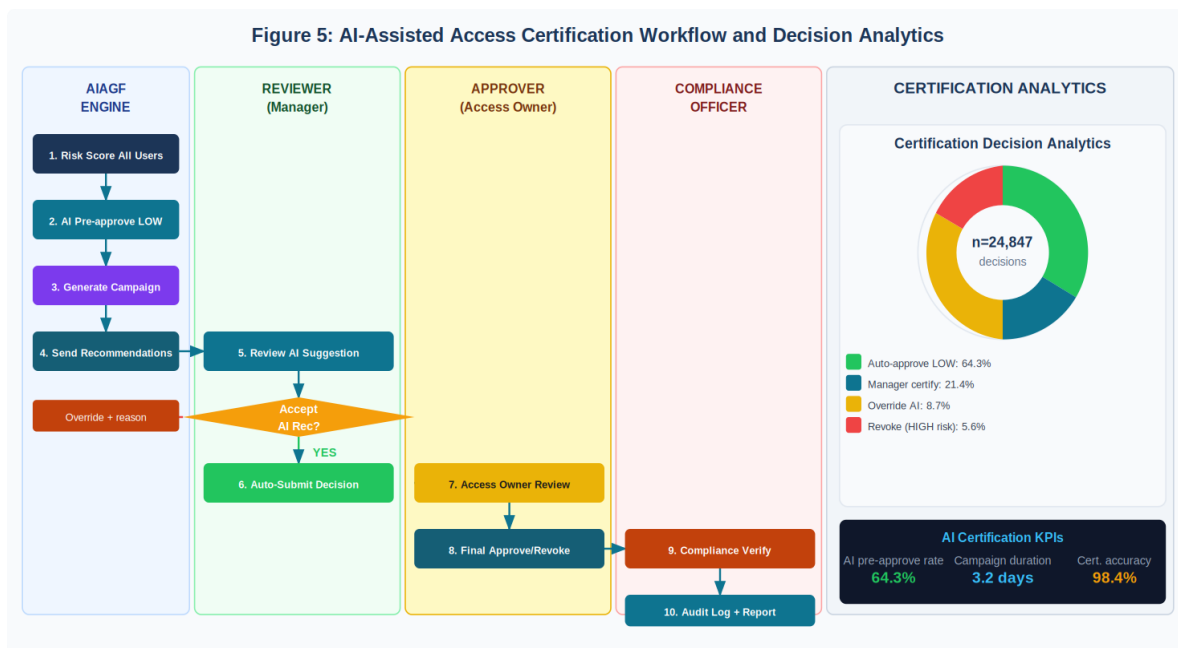 Figure 5: AI-Assisted Access Certification Workflow and Decision Analytics
AIAGF
ENGINE
1. Risk Score All Users
2. AI Pre-approve LOW
3. Generate Campaign
4. Send Recommendations
Override + reason
REVIEWER
(Manager)
5. Review AI Suggestion
Accept
AI Rec?
YES
6. Auto-Submit Decision
APPROVER
(Access Owner)
7. Access Owner Review
8. Final Approve/Revoke
COMPLIANCE
OFFICER
9. Compliance Verify
10. Audit Log + Report
CERTIFICATION ANALYTICS
Certification Decision Analytics
n=24,847
decisions
Auto-approve LOW: 64.3%
Manager certify: 21.4%
Override AI: 8.7%
Revoke (HIGH risk): 5.6%
AI Certification KPIs
AI pre-approve rate Campaign duration Cert. accuracy
64.3% 3.2 days 98.4%